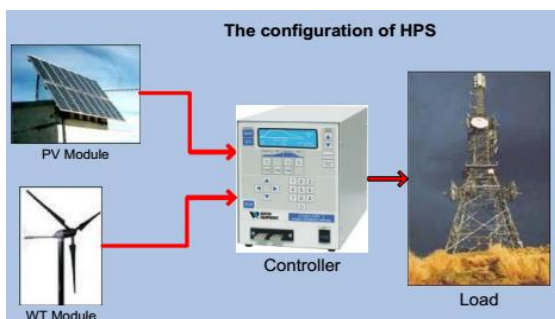 The configuration of HPS
PV Module
WT Module
Controller
Load